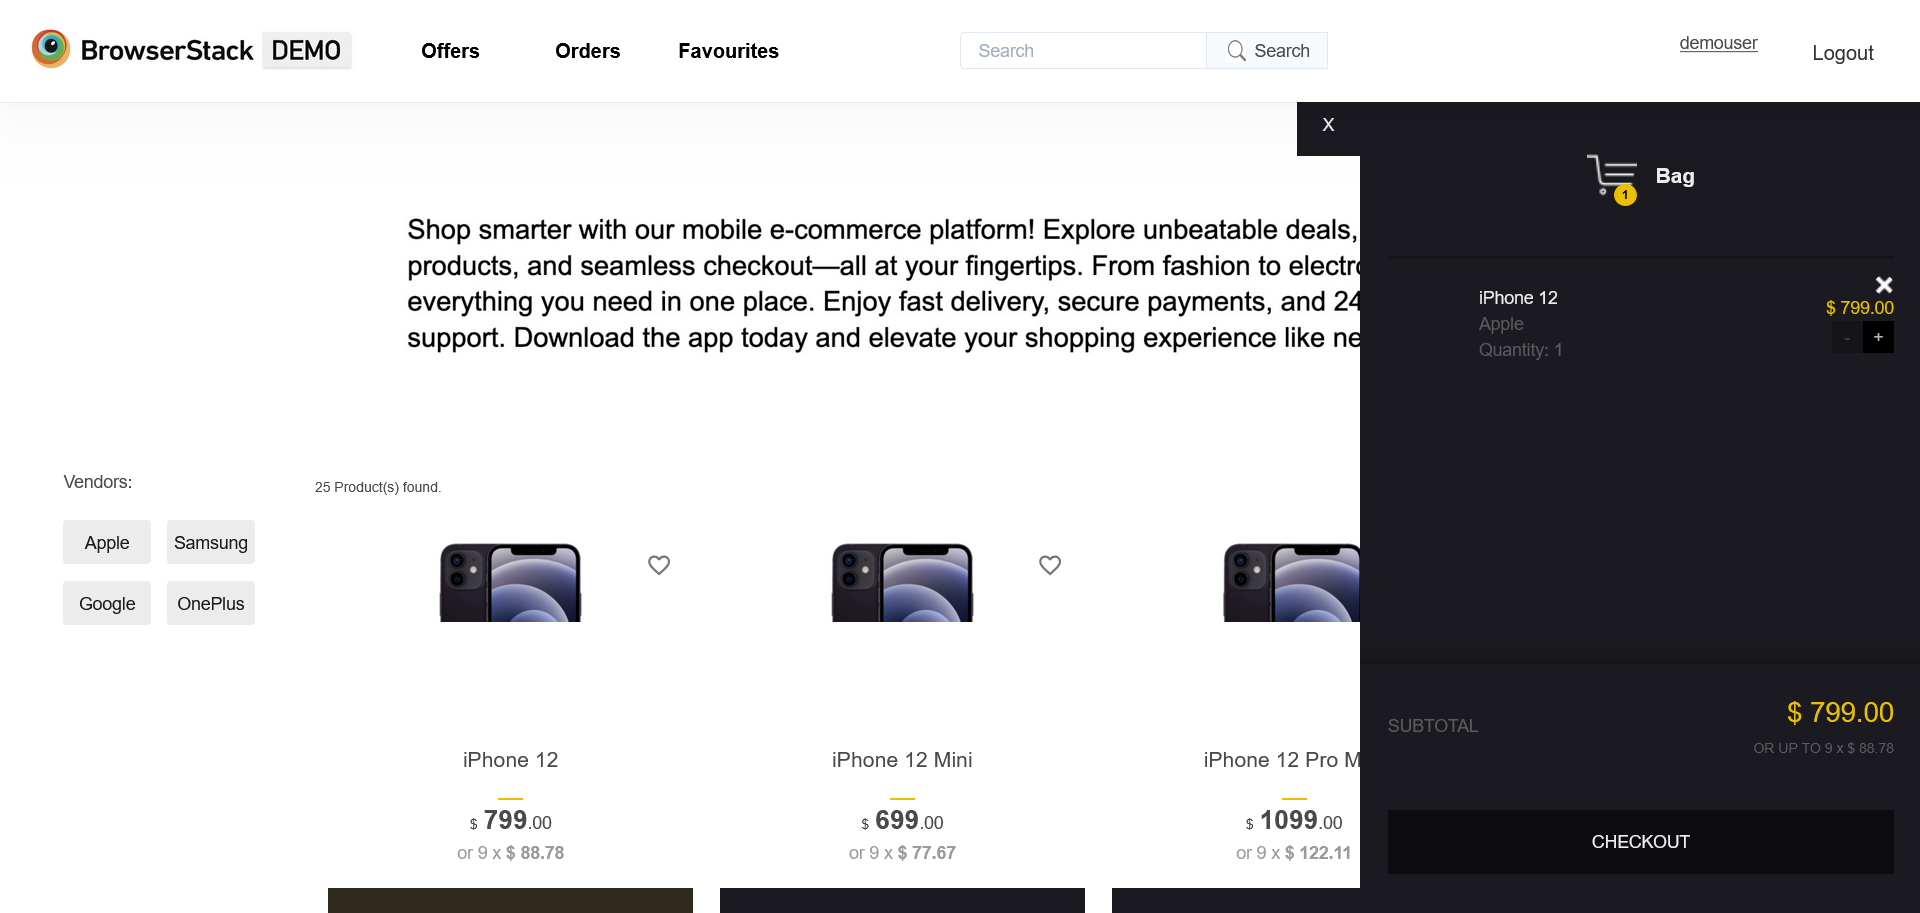 BrowserStack DEMO
Offers
Orders
Favourites
Search
Search
demouser
Logout
X
1
Bag
Shop smarter with our mobile e-commerce platform! Explore unbeatable deals,
products, and seamless checkout—all at your fingertips. From fashion to electro
everything you need in one place. Enjoy fast delivery, secure payments, and 24
support. Download the app today and elevate your shopping experience like ne
iPhone 12
$ 799.00
Apple
- +
Quantity: 1
Vendors:
Apple
Samsung
Google
OnePlus
25 Product(s) found.
iPhone 12
$ 799.00
or 9 x $ 88.78
iPhone 12 Mini
$ 699.00
or 9 x $ 77.67
iPhone 12 Pro M
$ 1099.00
or 9 x $ 122.11
SUBTOTAL
$ 799.00
OR UP TO 9 x $ 88.78
CHECKOUT